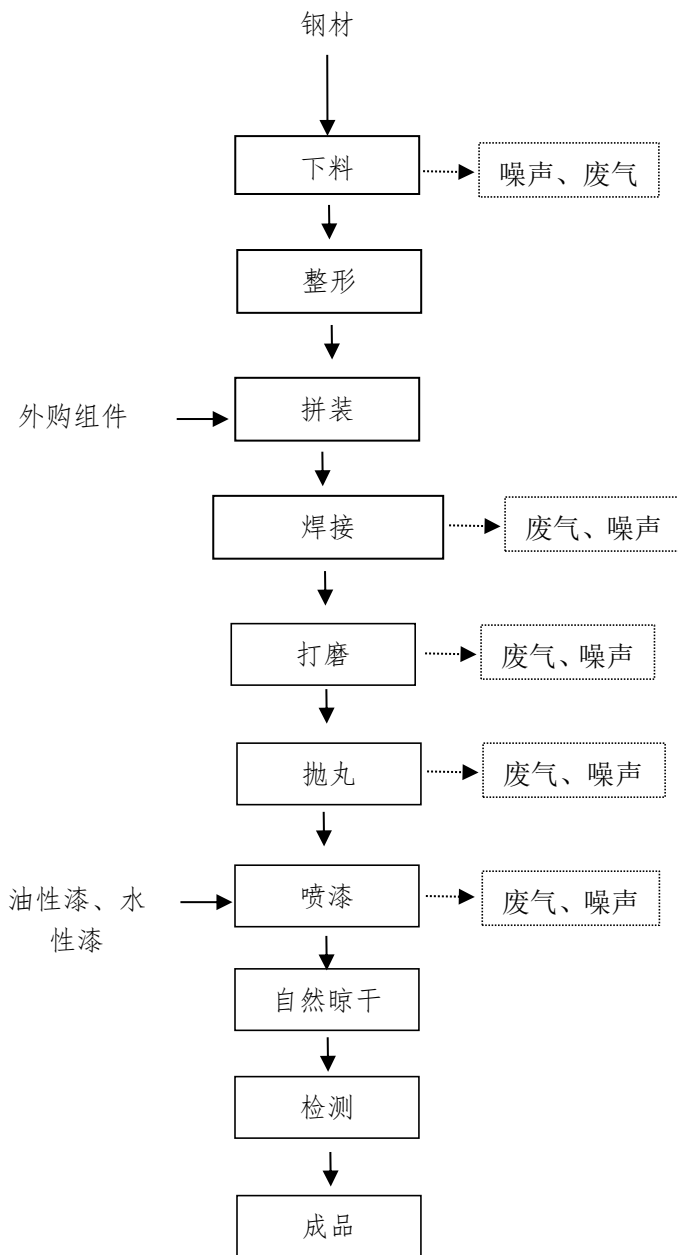 钢材
下料
噪声、废气
整形
外购组件
拼装
焊接
废气、噪声
打磨
废气、噪声
抛丸
废气、噪声
油性漆、水
性漆
喷漆
废气、噪声
自然晾干
检测
成品